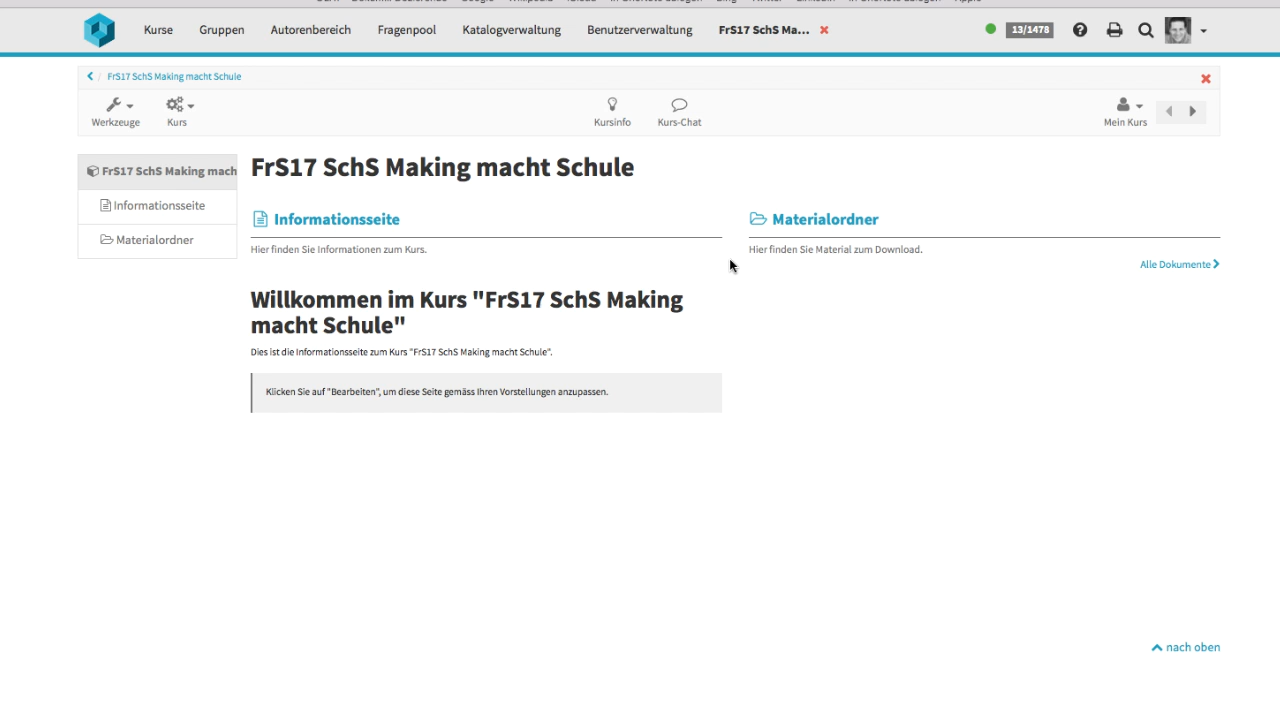 Kurse Gruppen Autorenbereich Fragenpool Katalogverwaltung Benutzerverwaltung FrS17 SchS Ma... 13/1478
FrS17 SchS Making macht Schule
Werkzeuge Kurs Kursinfo Kurs-Chat Mein Kurs
FrS17 SchS Making mach
Informationsseite
Materialordner
FrS17 SchS Making macht Schule
Informationsseite
Hier finden Sie Informationen zum Kurs.
Materialordner
Hier finden Sie Material zum Download.
Alle Dokumente
Willkommen im Kurs "FrS17 SchS Making
macht Schule"
Dies ist die Informationsseite zum Kurs "FrS17 SchS Making macht Schule".
Klicken Sie auf "Bearbeiten", um diese Seite gemäss Ihren Vorstellungen anzupassen.
nach oben